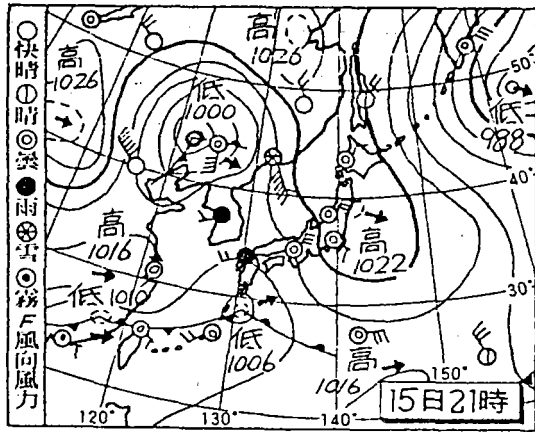 快晴
晴
曇
雨
雪
霧
風向風力
高
1026
高
1026
低
1000
低
988
50°
40°
30°
高
1016
高
1022
低 1010
低
1006
高
1016
120°
130°
140°
150°
15日21時